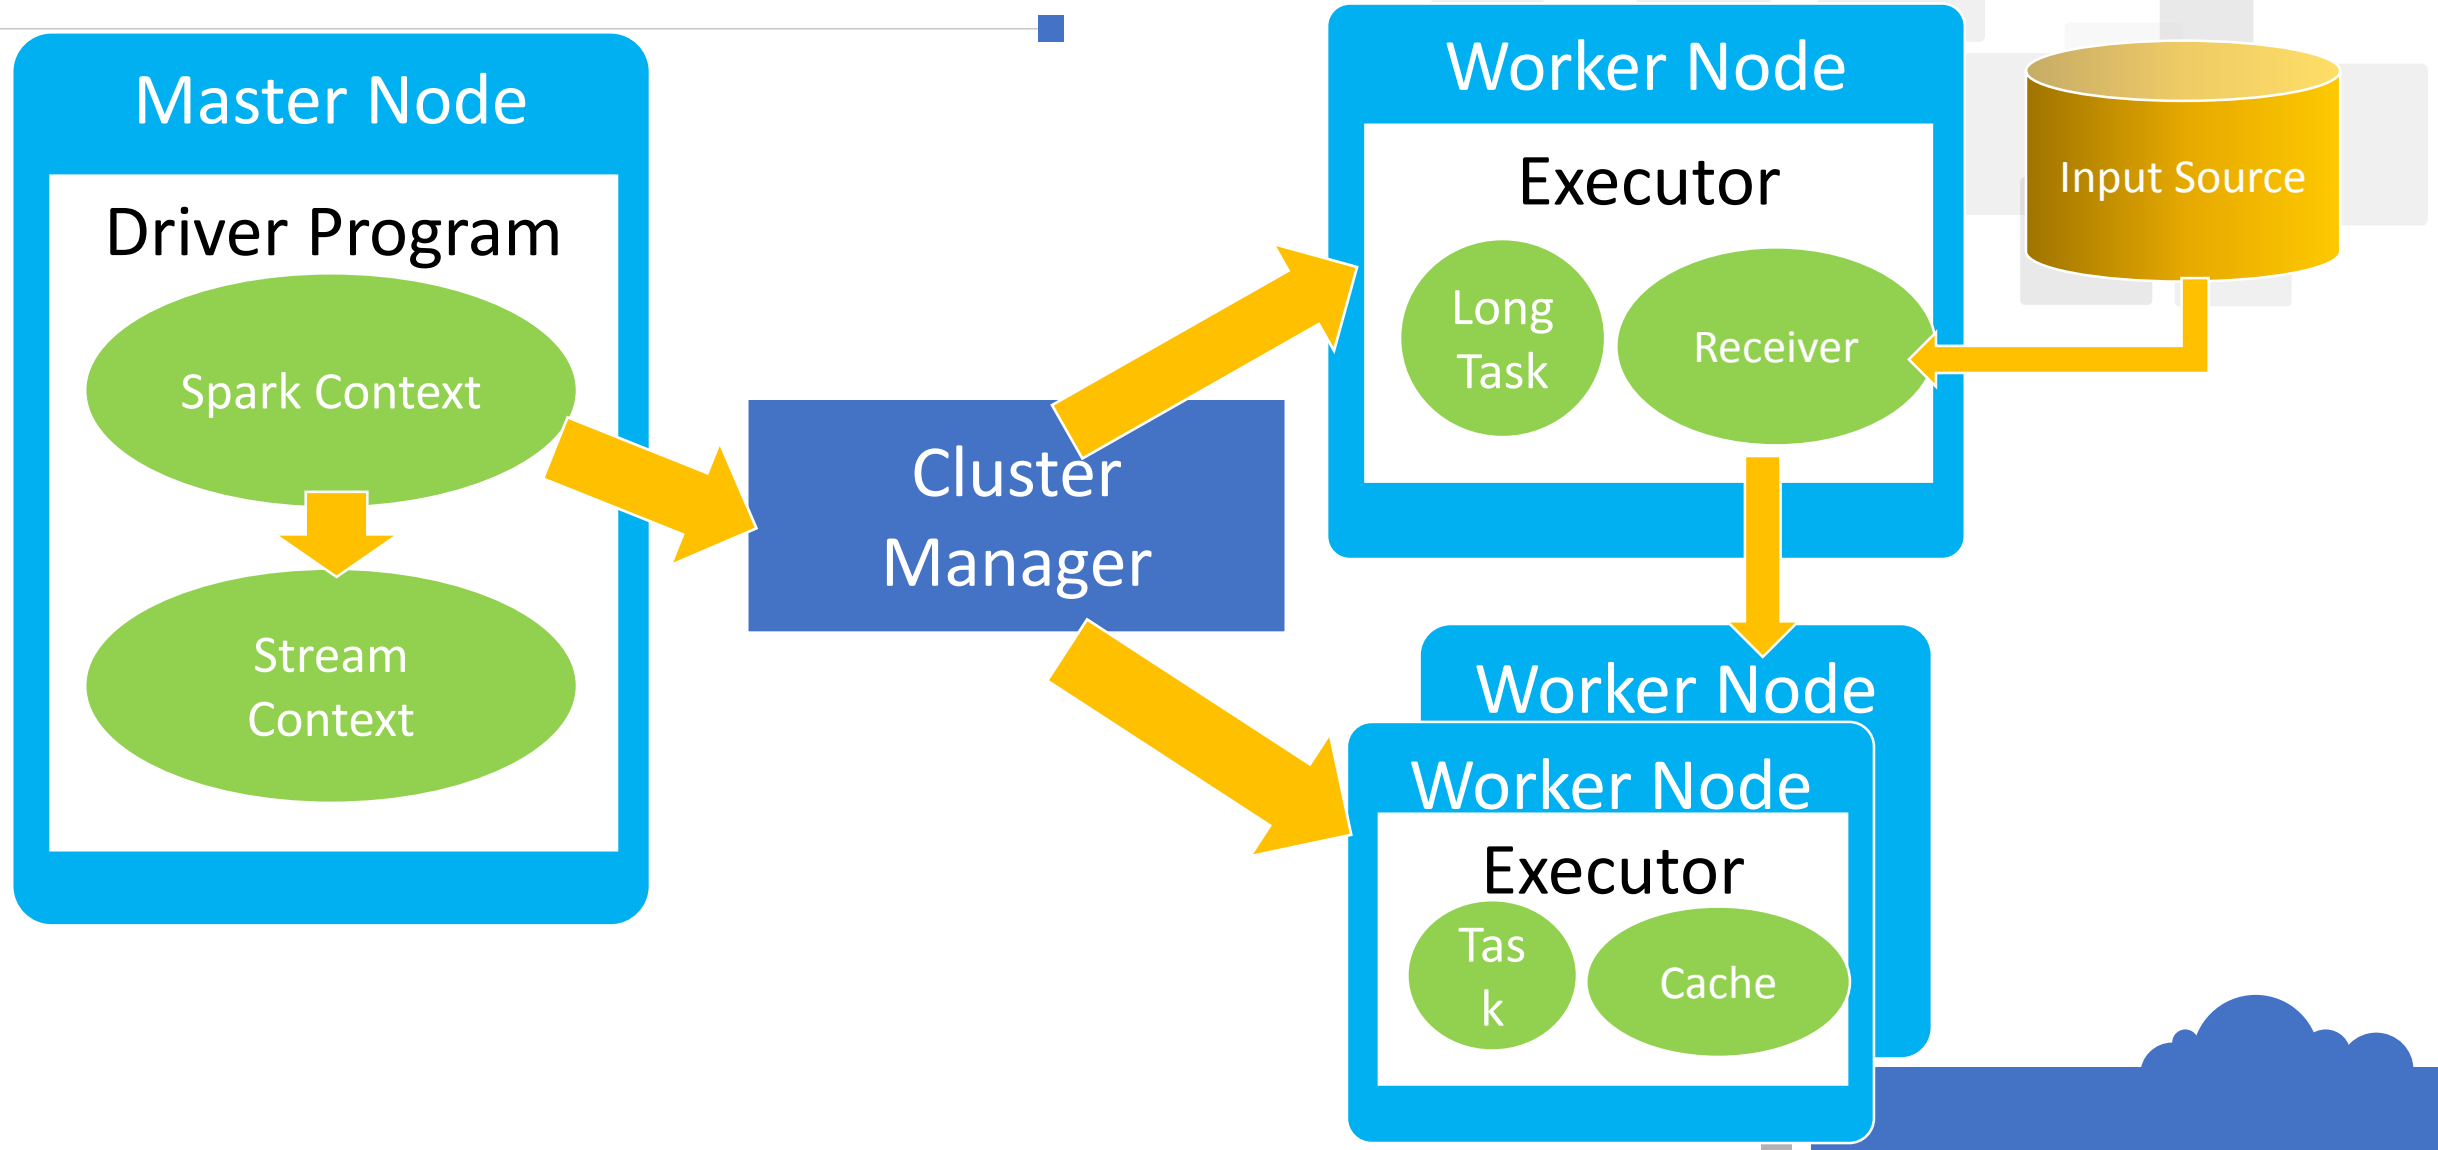 Master Node
Driver Program
Spark Context
Stream
Context
Cluster
Manager
Worker Node
Executor
Long
Task
Receiver
Input Source
Worker Node
Worker Node
Executor
Tas
k
Cache